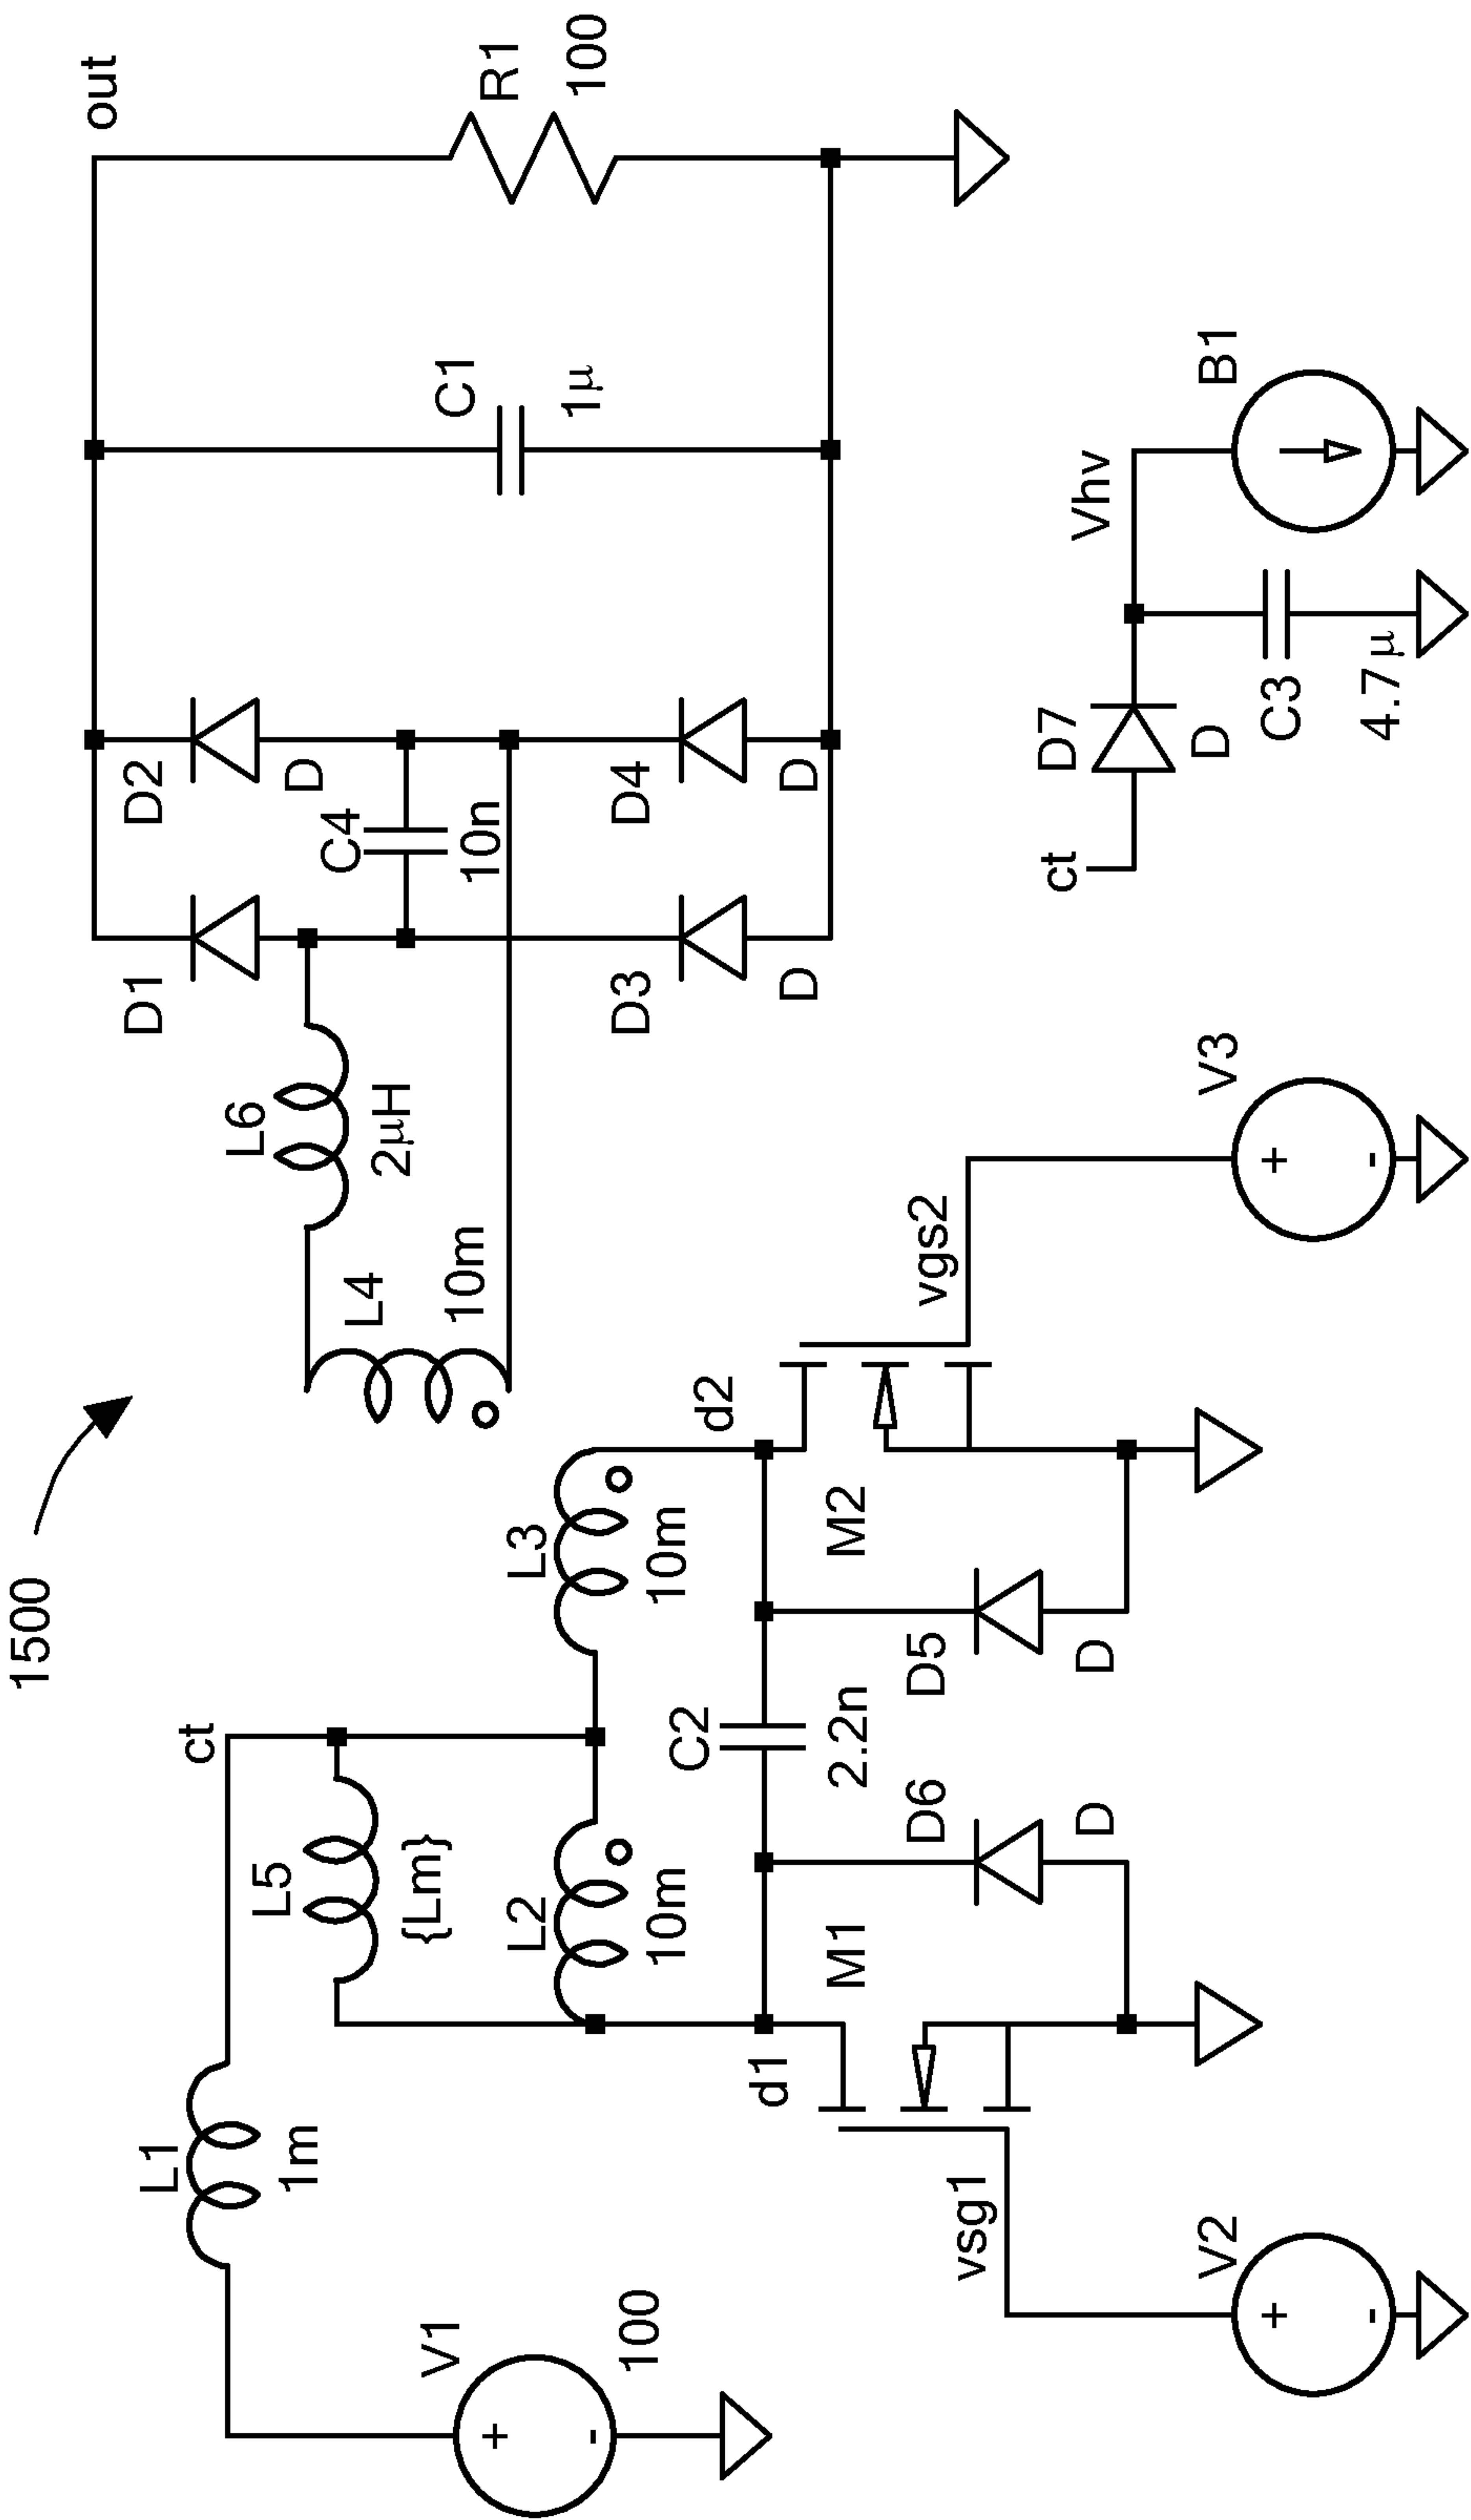 1500
V1
100
L1
1m
ct
L5
{Lm}
L2
10m
L3
10m
L4
10m
L6
2µH
D1
D2
D
C4
10n
D3
D
D4
D
C1
1µ
out
R1
100
d1
M1
vsg1
V2
+
-
+
-
D6
D
C2
2.2n
D5
D
d2
M2
vgs2
V3
+
-
ct
D7
D
Vhv
C3
4.7µ
B1